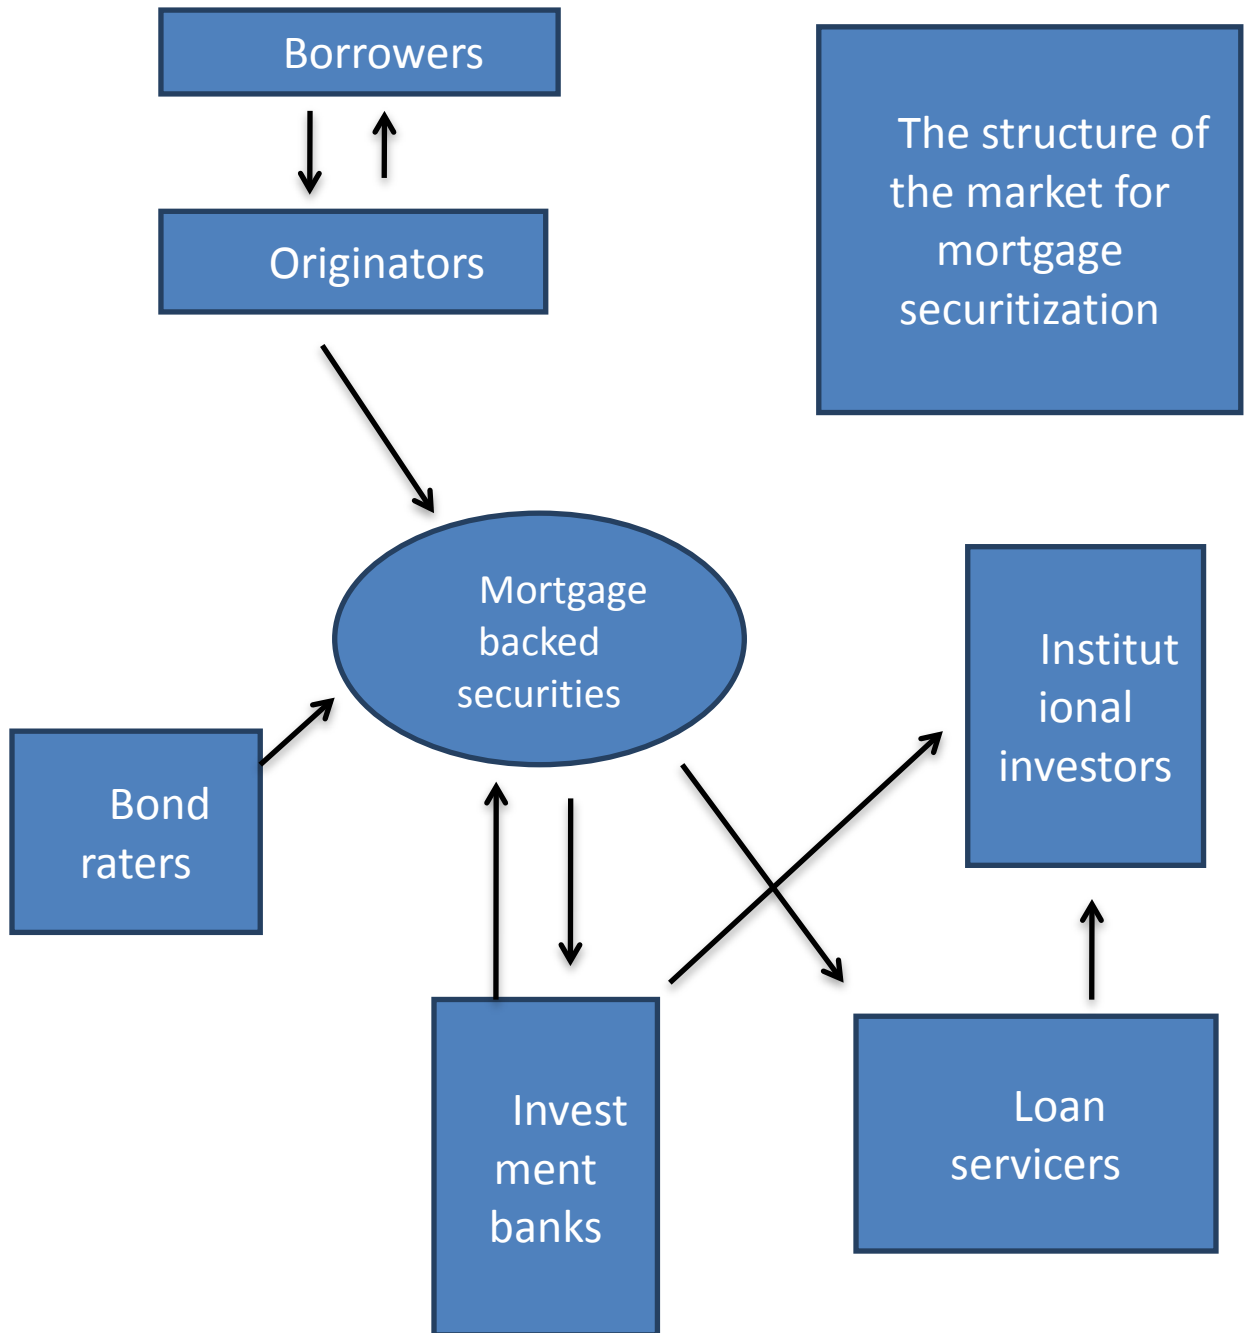 Borrowers
The structure of
the market for
mortgage
securitization
Originators
Mortgage
backed
securities
Institut
ional
investors
Bond
raters
Invest
ment
banks
Loan
servicers